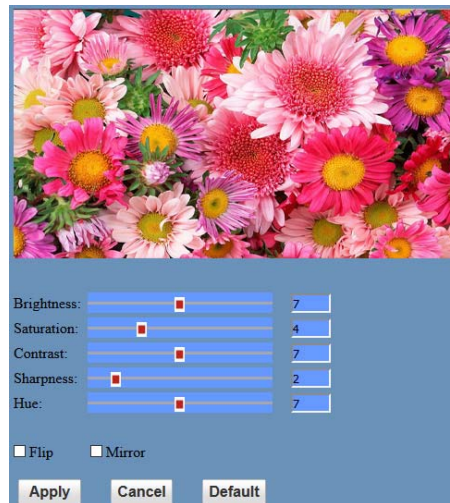 Brightness: 7
Saturation: 4
Contrast: 7
Sharpness: 2
Hue: 7
Flip Mirror
Apply Cancel Default